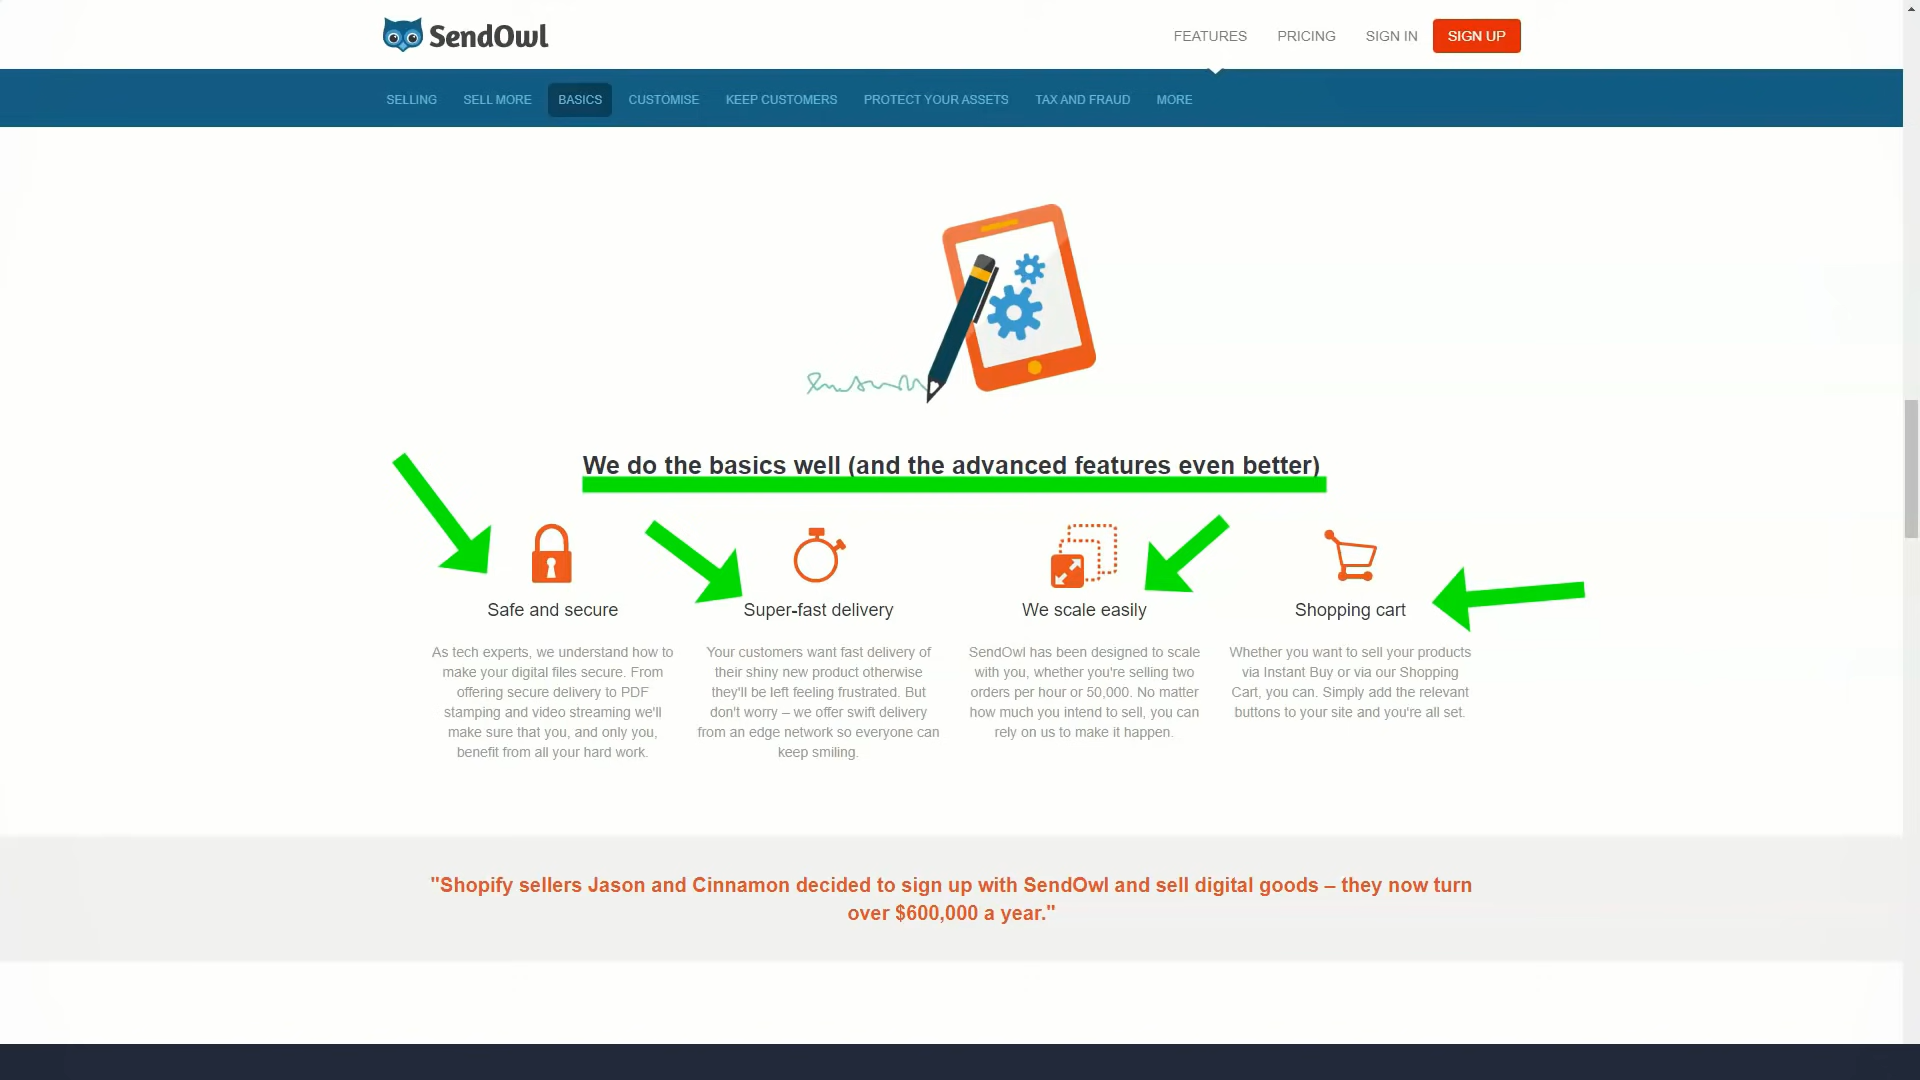 SendOwl
FEATURES PRICING SIGN IN SIGN UP
SELLING SELL MORE BASICS CUSTOMISE KEEP CUSTOMERS PROTECT YOUR ASSETS TAX AND FRAUD MORE
We do the basics well (and the advanced features even better)
Safe and secure
As tech experts, we understand how to
make your digital files secure. From
offering secure delivery to PDF
stamping and video streaming we'll
make sure that you, and only you,
benefit from all your hard work.
Super-fast delivery
Your customers want fast delivery of
their shiny new product otherwise
they'll be left feeling frustrated. But
don't worry – we offer swift delivery
from an edge network so everyone can
keep smiling.
We scale easily
SendOwl has been designed to scale
with you, whether you're selling two
orders per hour or 50,000. No matter
how much you intend to sell, you can
rely on us to make it happen.
Shopping cart
Whether you want to sell your products
via Instant Buy or via our Shopping
Cart, you can. Simply add the relevant
buttons to your site and you're all set.
"Shopify sellers Jason and Cinnamon decided to sign up with SendOwl and sell digital goods – they now turn
over $600,000 a year."